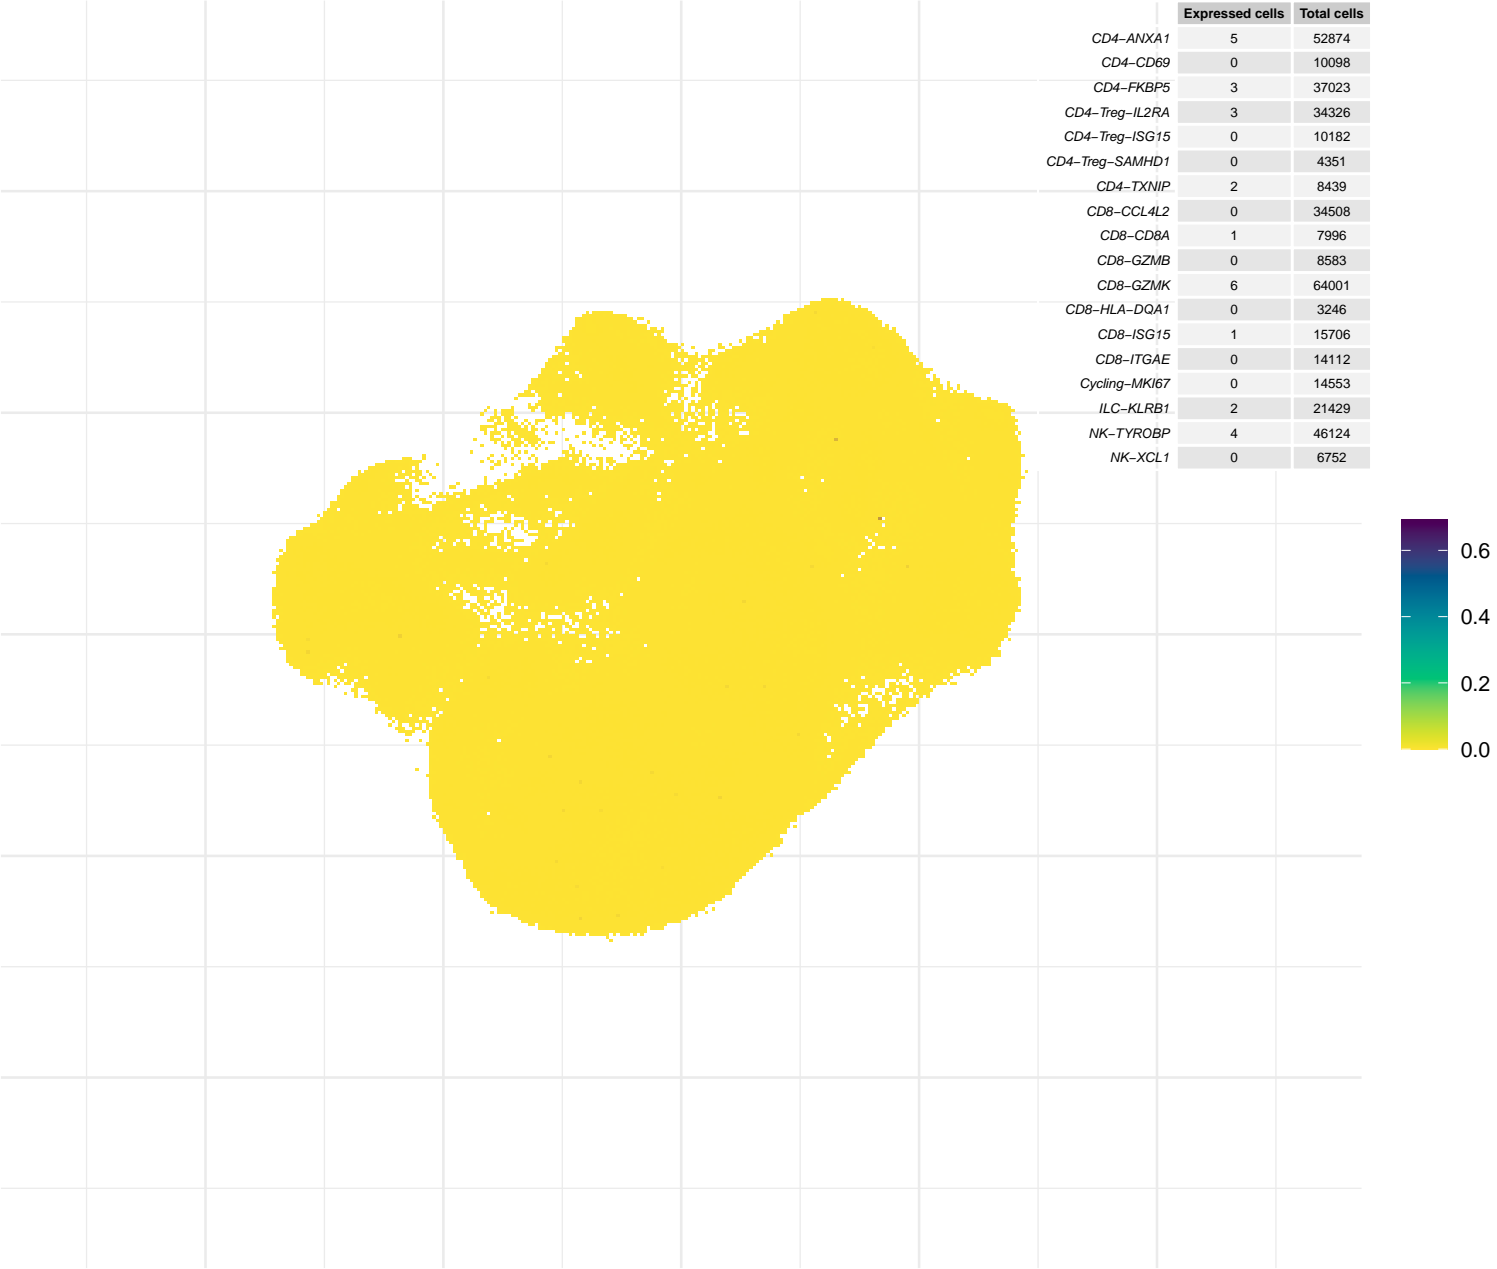 Expressed cells Total cells
CD4−ANXA1 5 52874
CD4−CD69 0 10098
CD4−FKBP5 3 37023
CD4−Treg−IL2RA 3 34326
CD4−Treg−ISG15 0 10182
CD4−Treg−SAMHD1 0 4351
CD4−TXNIP 2 8439
CD8−CCL4L2 0 34508
CD8−CD8A 1 7996
CD8−GZMB 0 8583
CD8−GZMK 6 64001
CD8−HLA−DQA1 0 3246
CD8−ISG15 1 15706
CD8−ITGAE 0 14112
Cycling−MKI67 0 14553
ILC−KLRB1 2 21429
NK−TYROBP 4 46124
NK−XCL1 0 6752
0.6
0.4
0.2
0.0